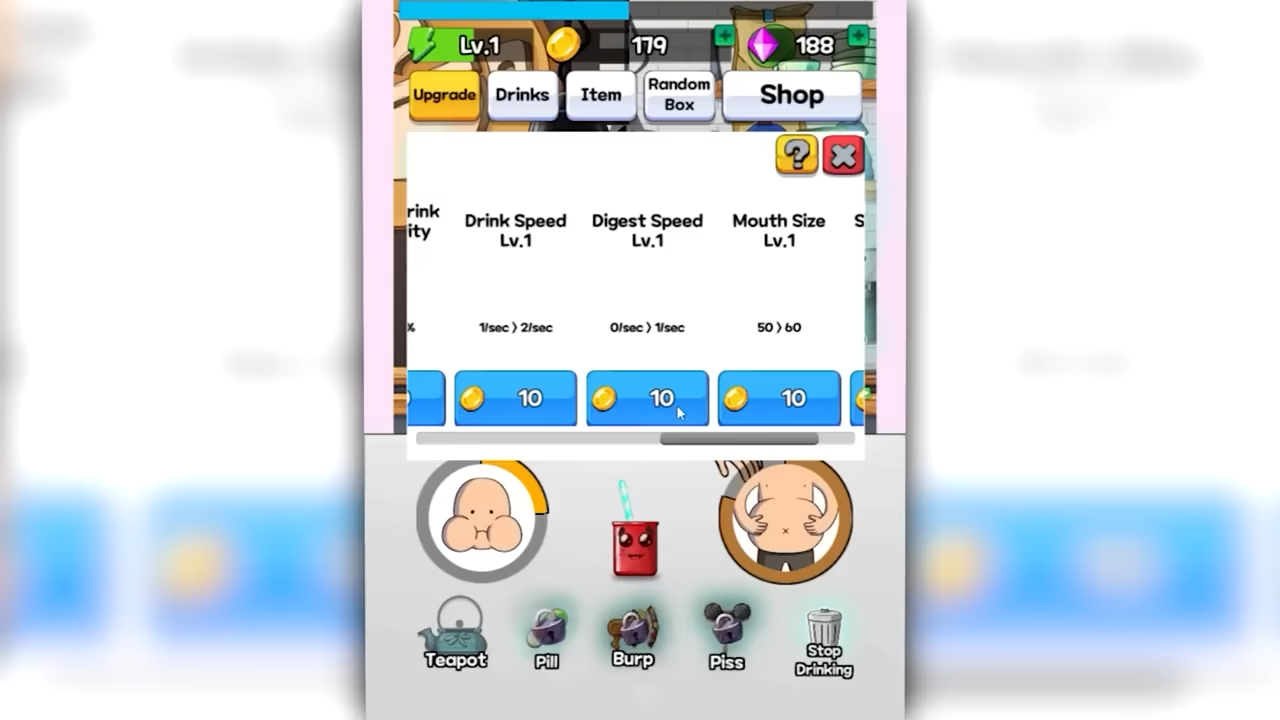 Lv.1
179
188
Upgrade
Drinks
Item
Random
Box
Shop
rink
ity
Drink Speed
Lv.1
Digest Speed
Lv.1
Mouth Size
Lv.1
S
%
1/sec > 2/sec
0/sec > 1/sec
50 > 60
10
10
10
Teapot
Pill
Burp
Piss
Stop
Drinking